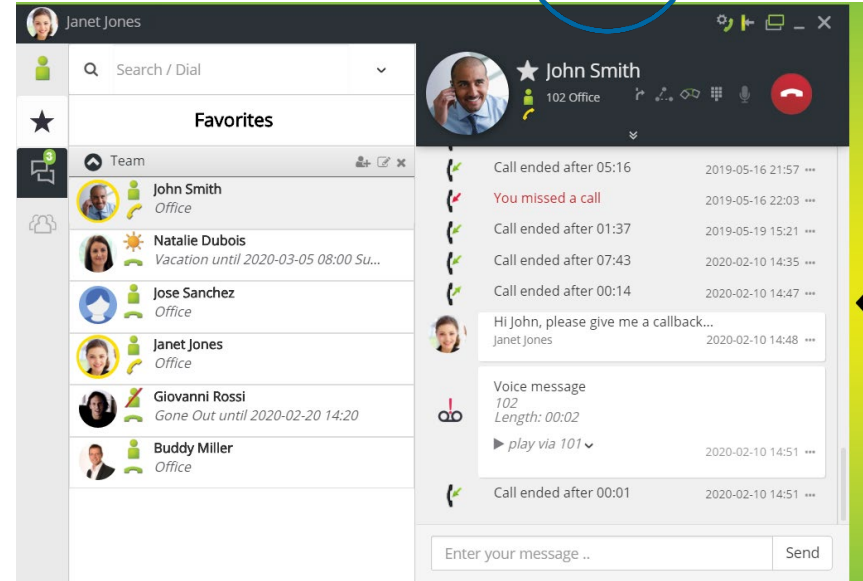 Janet Jones
Search / Dial
Favorites
3
Team
John Smith
Office
Natalie Dubois
Vacation until 2020-03-05 08:00 Su...
Jose Sanchez
Office
Janet Jones
Office
Giovanni Rossi
Gone Out until 2020-02-20 14:20
Buddy Miller
Office
John Smith
102 Office
Call ended after 05:16 2019-05-16 21:57
You missed a call 2019-05-16 22:03
Call ended after 01:37 2019-05-19 15:21
Call ended after 07:43 2020-02-10 14:35
Call ended after 00:14 2020-02-10 14:47
Hi John, please give me a callback...
Janet Jones 2020-02-10 14:48
Voice message
102
Length: 00:02
play via 101
2020-02-10 14:51
Call ended after 00:01 2020-02-10 14:51
Enter your message .. Send